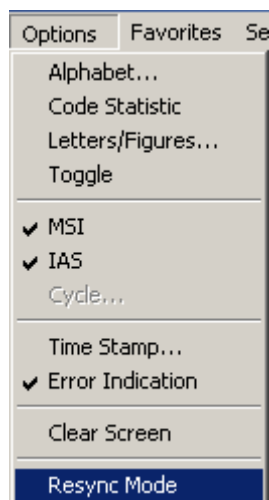 Options Favorites Se
Alphabet...
Code Statistic
Letters/Figures...
Toggle
MSI
IAS
Cycle...
Time Stamp...
Error Indication
Clear Screen
Resync Mode